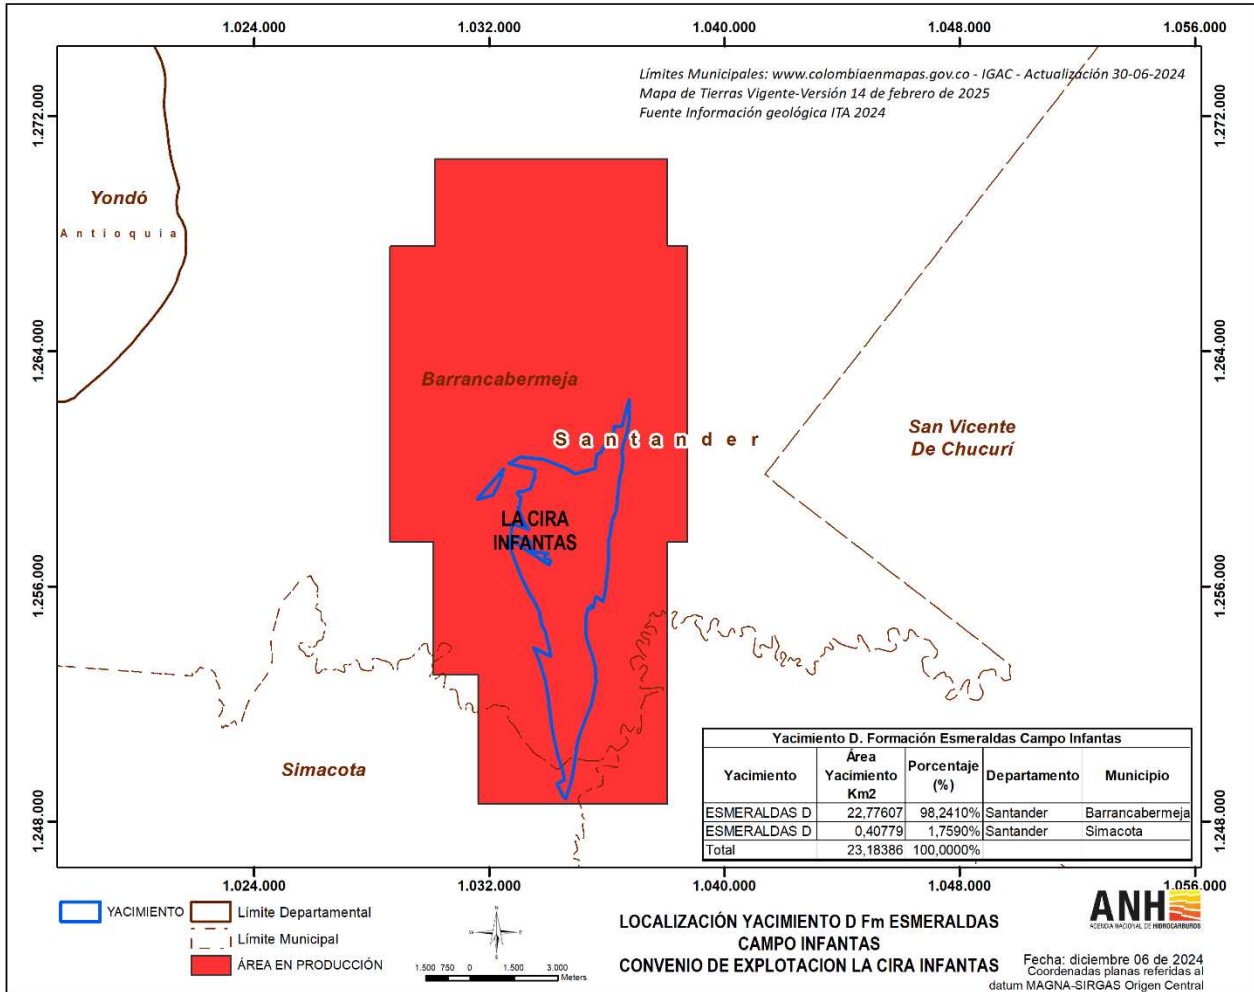 1.024.000 1.032.000 1.040.000 1.048.000 1.056.000
Límites Municipales: www.colombiaenmapas.gov.co - IGAC - Actualización 30-06-2024
Mapa de Tierras Vigente-Versión 14 de febrero de 2025
Fuente Información geológica ITA 2024
1.272.000 1.272.000
Yondó
Antioquia
1.264.000 1.264.000
Barrancabermeja
Santander
San Vicente
De Chucurí
LA CIRA
INFANTAS
1.256.000 1.256.000
Simacota
1.248.000 1.248.000
Yacimiento D. Formación Esmeraldas Campo Infantas
Yacimiento Área Yacimiento Km2 Porcentaje (%) Departamento Municipio
ESMERALDAS D 22,77607 98,2410% Santander Barrancabermeja
ESMERALDAS D 0,40779 1,7590% Santander Simacota
Total 23,18386 100,0000%
1.024.000 1.032.000 1.040.000 1.048.000 1.056.000
YACIMIENTO
Límite Departamental
Límite Municipal
ÁREA EN PRODUCCIÓN
N
W E
S
1.500 750 0 1.500 3.000
Meters
LOCALIZACIÓN YACIMIENTO D Fm ESMERALDAS
CAMPO INFANTAS
CONVENIO DE EXPLOTACION LA CIRA INFANTAS
ANH
AGENCIA NACIONAL DE HIDROCARBUROS
Fecha: diciembre 06 de 2024
Coordenadas planas referidas al
datum MAGNA-SIRGAS Origen Central